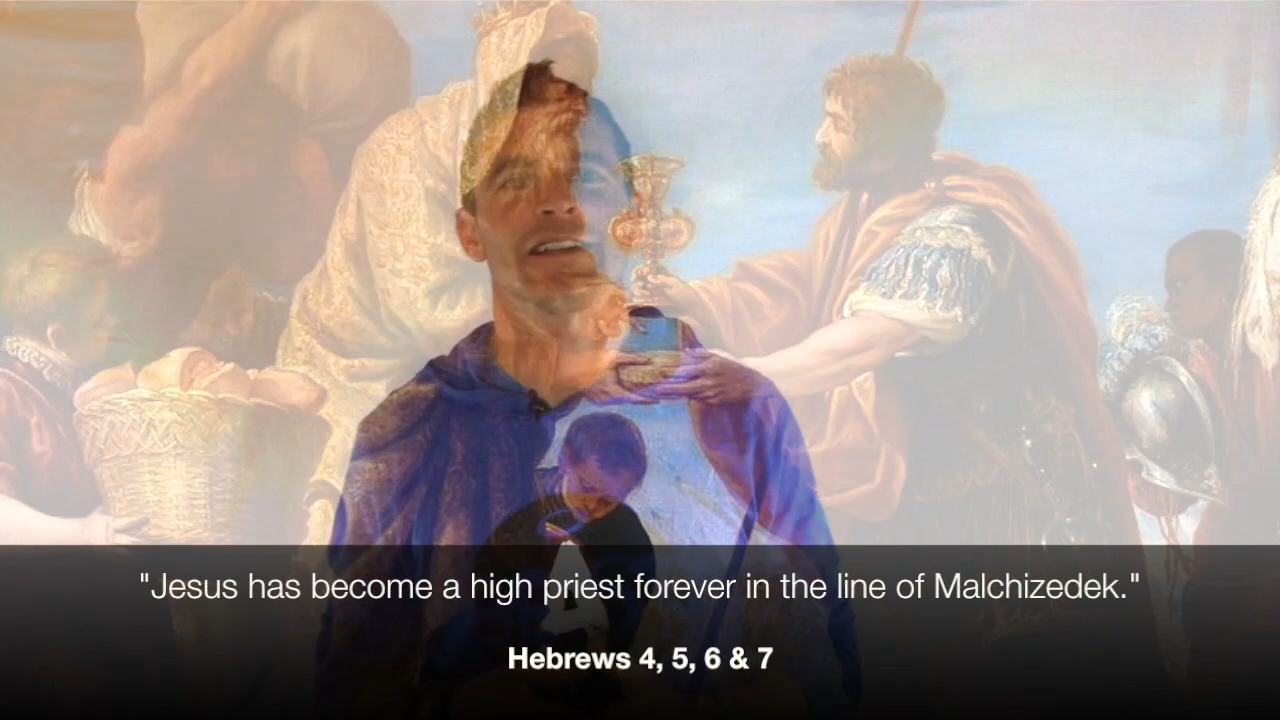 "Jesus has become a high priest forever in the line of Malchizedek."
Hebrews 4, 5, 6 & 7